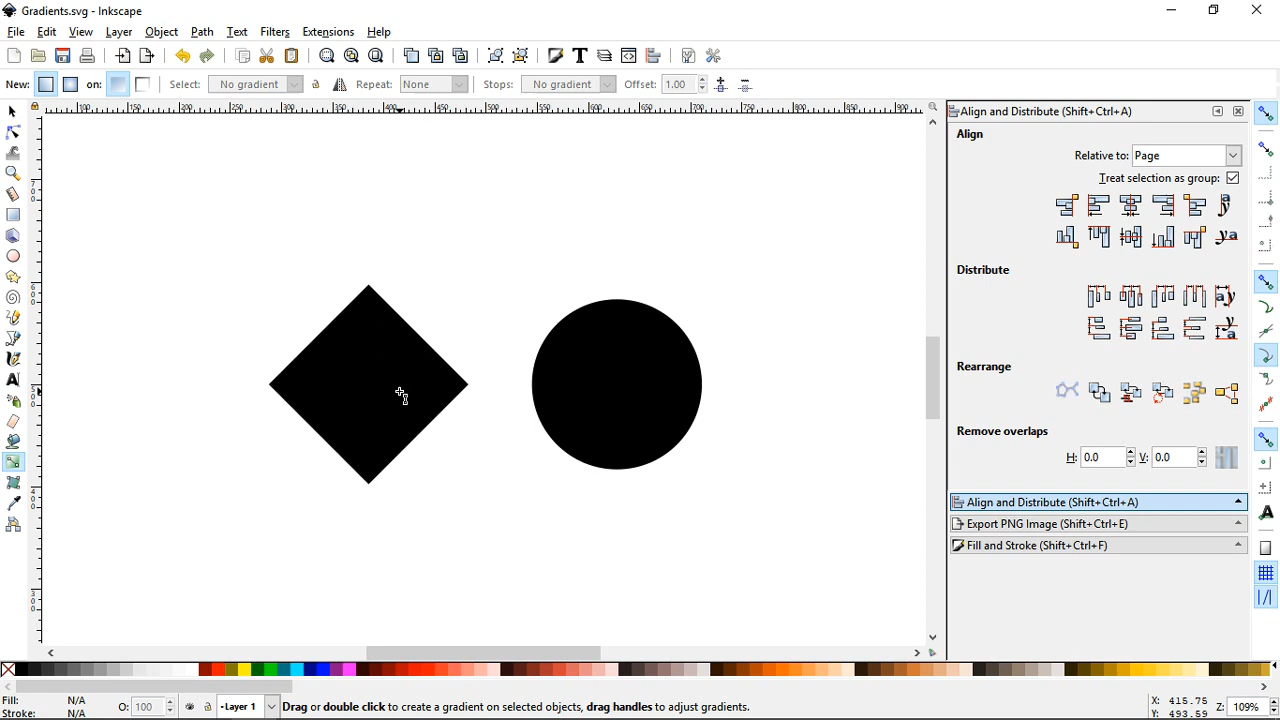 Gradients.svg - Inkscape
File Edit View Layer Object Path Text Filters Extensions Help
New: on: Select: No gradient Repeat: None Stops: No gradient Offset: 1.00
Align and Distribute (Shift+Ctrl+A)
Align
Relative to: Page
Treat selection as group:
Distribute
Rearrange
Remove overlaps
H: 0.0 V: 0.0
Align and Distribute (Shift+Ctrl+A)
Export PNG Image (Shift+Ctrl+E)
Fill and Stroke (Shift+Ctrl+F)
Fill: N/A
Stroke: N/A
O: 100
Layer 1
Drag or double click to create a gradient on selected objects, drag handles to adjust gradients.
X: 415.75
Y: 493.59
Z: 109%